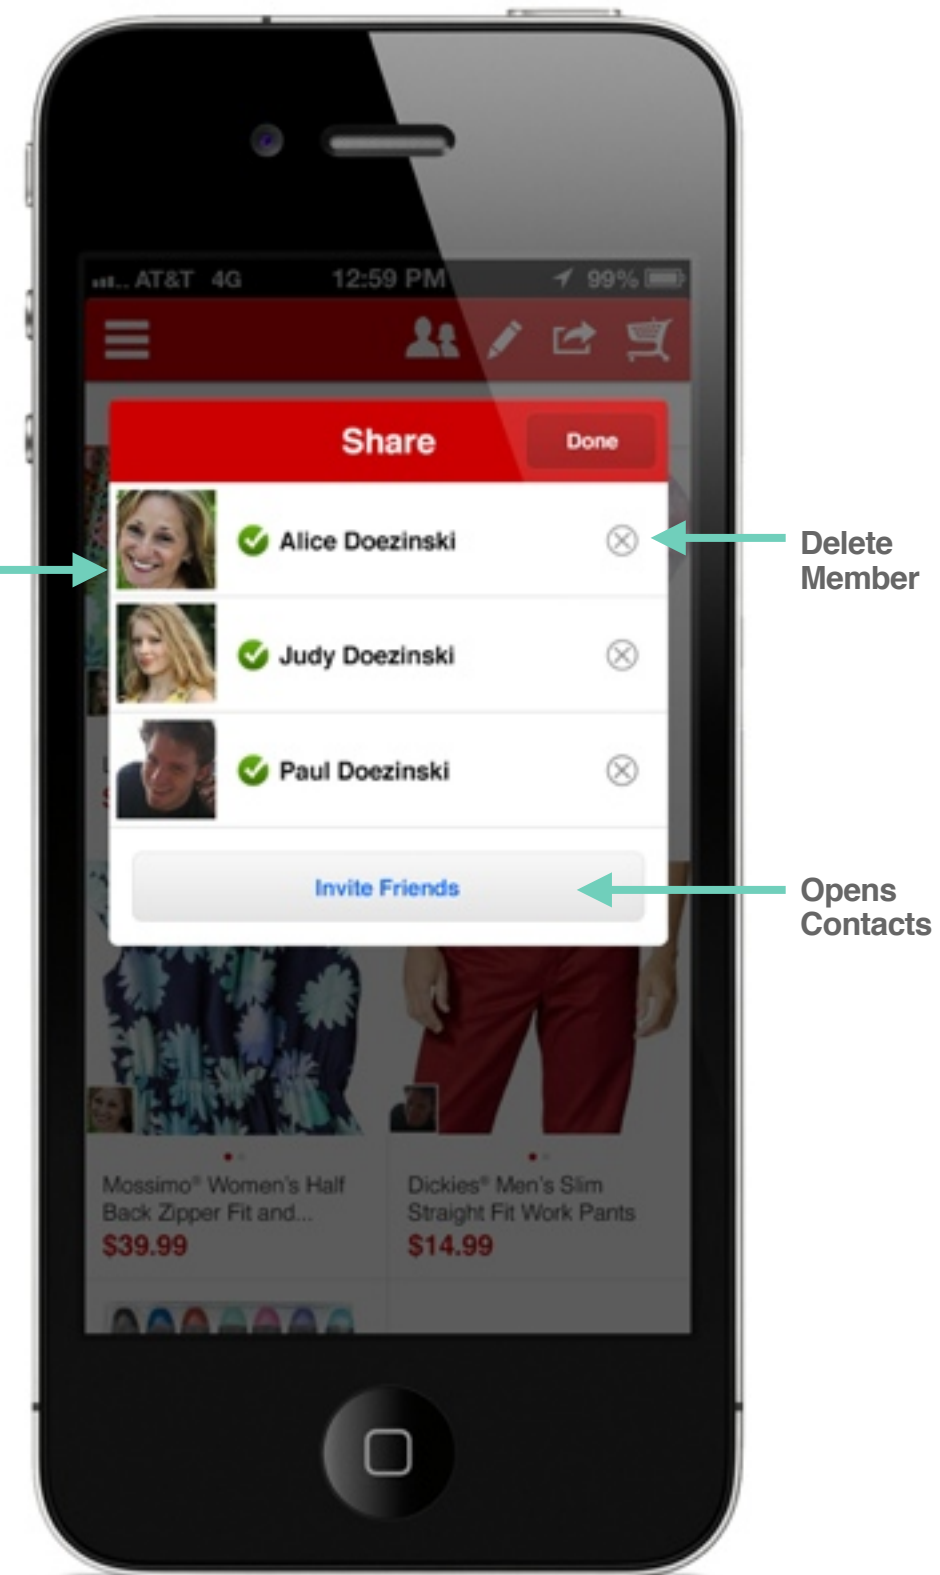 AT&T 4G 12:59 PM 99%
Share Done
Alice Doezinski
Delete
Member
Judy Doezinski
Paul Doezinski
Invite Friends
Opens
Contacts
Mossimo® Women's Half
Back Zipper Fit and...
$39.99
Dickies® Men's Slim
Straight Fit Work Pants
$14.99